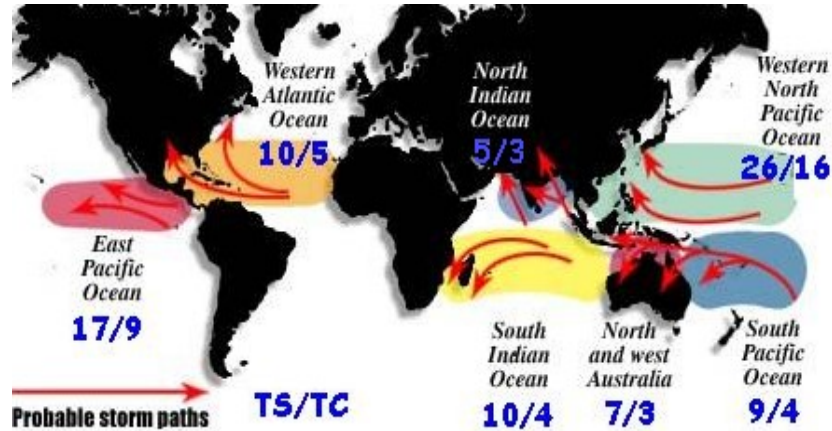 Western
Atlantic
Ocean
10/5
North
Indian
Ocean
5/3
Western
North
Pacific
Ocean
26/16
East
Pacific
Ocean
17/9
South
Indian
Ocean
10/4
North
and west
Australia
7/3
South
Pacific
Ocean
9/4
Probable storm paths
TS/TC